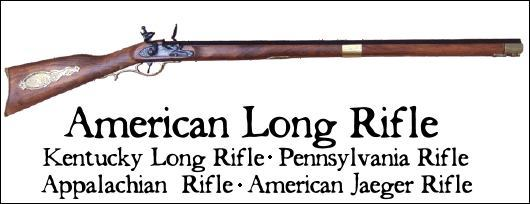 American Long Rifle
Kentucky Long Rifle · Pennsylvania Rifle
Appalachian Rifle · American Jaeger Rifle